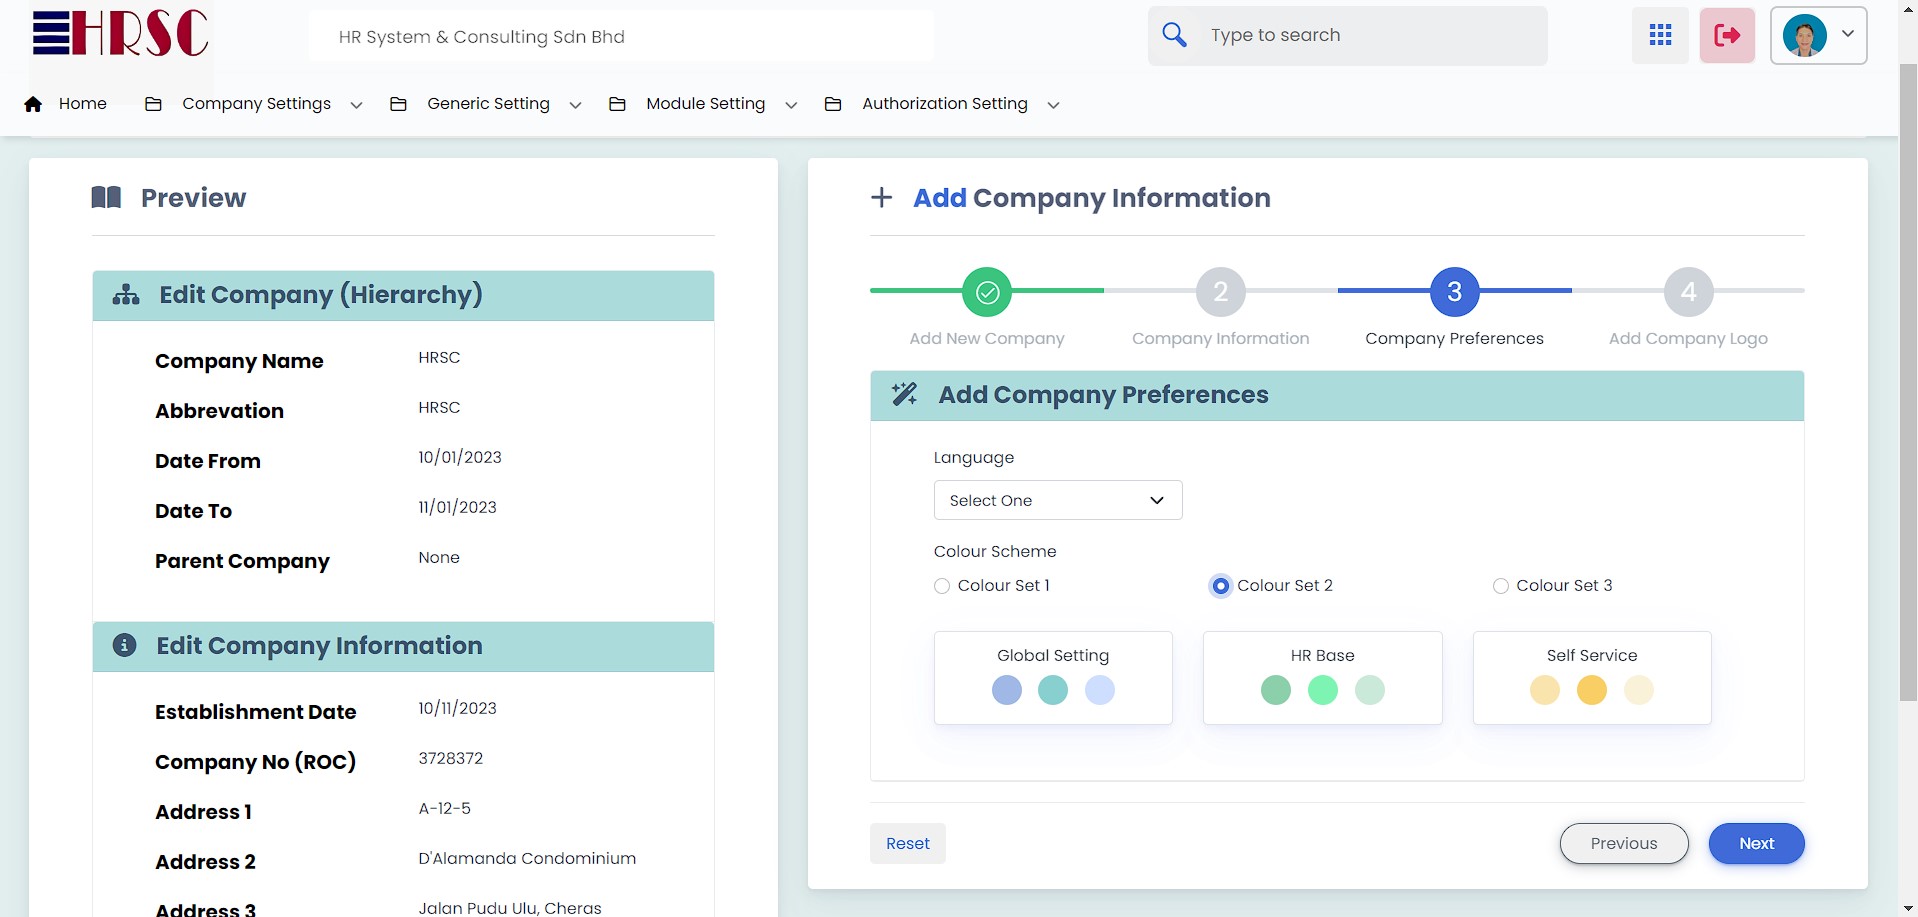 HRSC
HR System & Consulting Sdn Bhd
Type to search
Home
Company Settings
Generic Setting
Module Setting
Authorization Setting
Preview
Edit Company (Hierarchy)
Company Name HRSC
Abbrevation HRSC
Date From 10/01/2023
Date To 11/01/2023
Parent Company None
Edit Company Information
Establishment Date 10/11/2023
Company No (ROC) 3728372
Address 1 A-12-5
Address 2 D'Alamanda Condominium
Address 3 Jalan Pudu Ulu, Cheras
Add Company Information
2 3 4
Add New Company Company Information Company Preferences Add Company Logo
Add Company Preferences
Language
Select One
Colour Scheme
Colour Set 1 Colour Set 2 Colour Set 3
Global Setting HR Base Self Service
Reset Previous Next